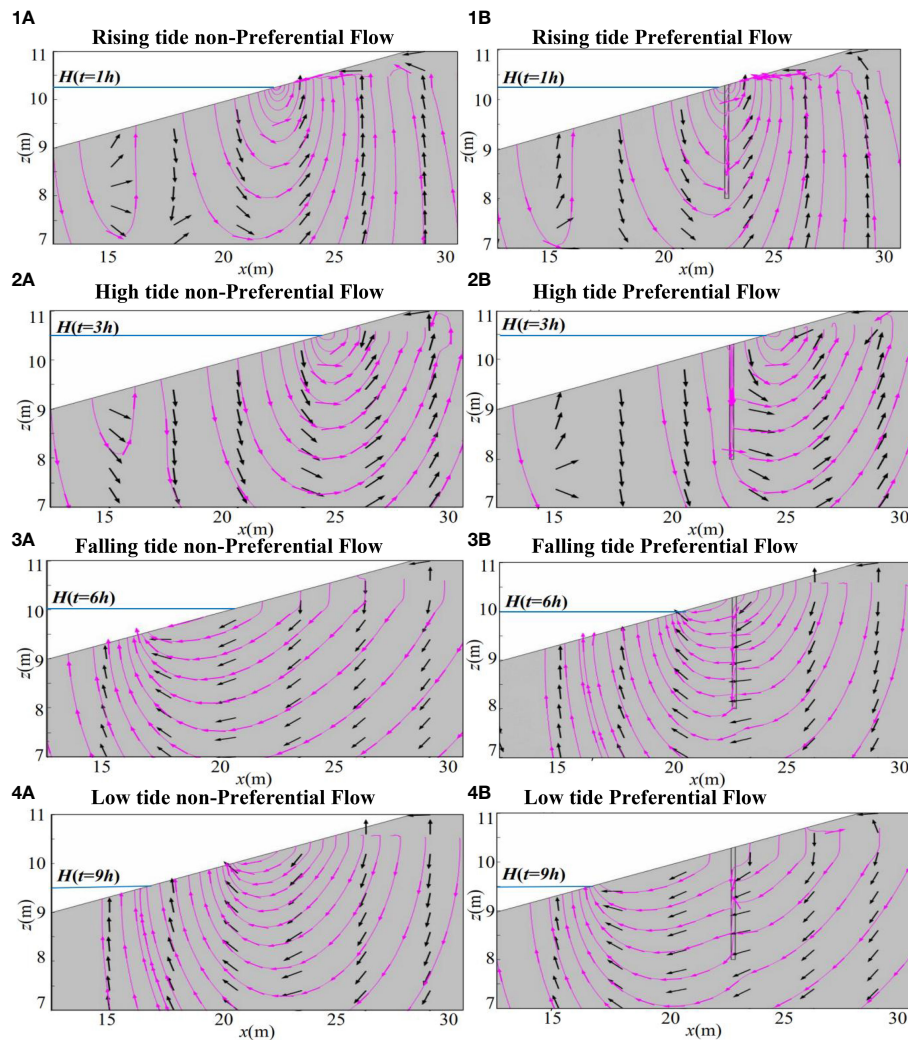 1A
Rising tide non-Preferential Flow
11
H(t=1h)
10
z(m)
9
8
7
15
20
25
30
x(m)
1B
Rising tide Preferential Flow
11
H(t=1h)
10
z(m)
9
8
7
15
20
25
30
x(m)
2A
High tide non-Preferential Flow
11
H(t=3h)
10
z(m)
9
8
7
15
20
25
30
x(m)
2B
High tide Preferential Flow
11
H(t=3h)
10
z(m)
9
8
7
15
20
25
30
x(m)
3A
Falling tide non-Preferential Flow
11
H(t=6h)
10
z(m)
9
8
7
15
20
25
30
x(m)
3B
Falling tide Preferential Flow
11
H(t=6h)
10
z(m)
9
8
7
15
20
25
30
x(m)
4A
Low tide non-Preferential Flow
11
10
H(t=9h)
z(m)
9
8
7
15
20
25
30
x(m)
4B
Low tide Preferential Flow
11
10
H(t=9h)
z(m)
9
8
7
15
20
25
30
x(m)